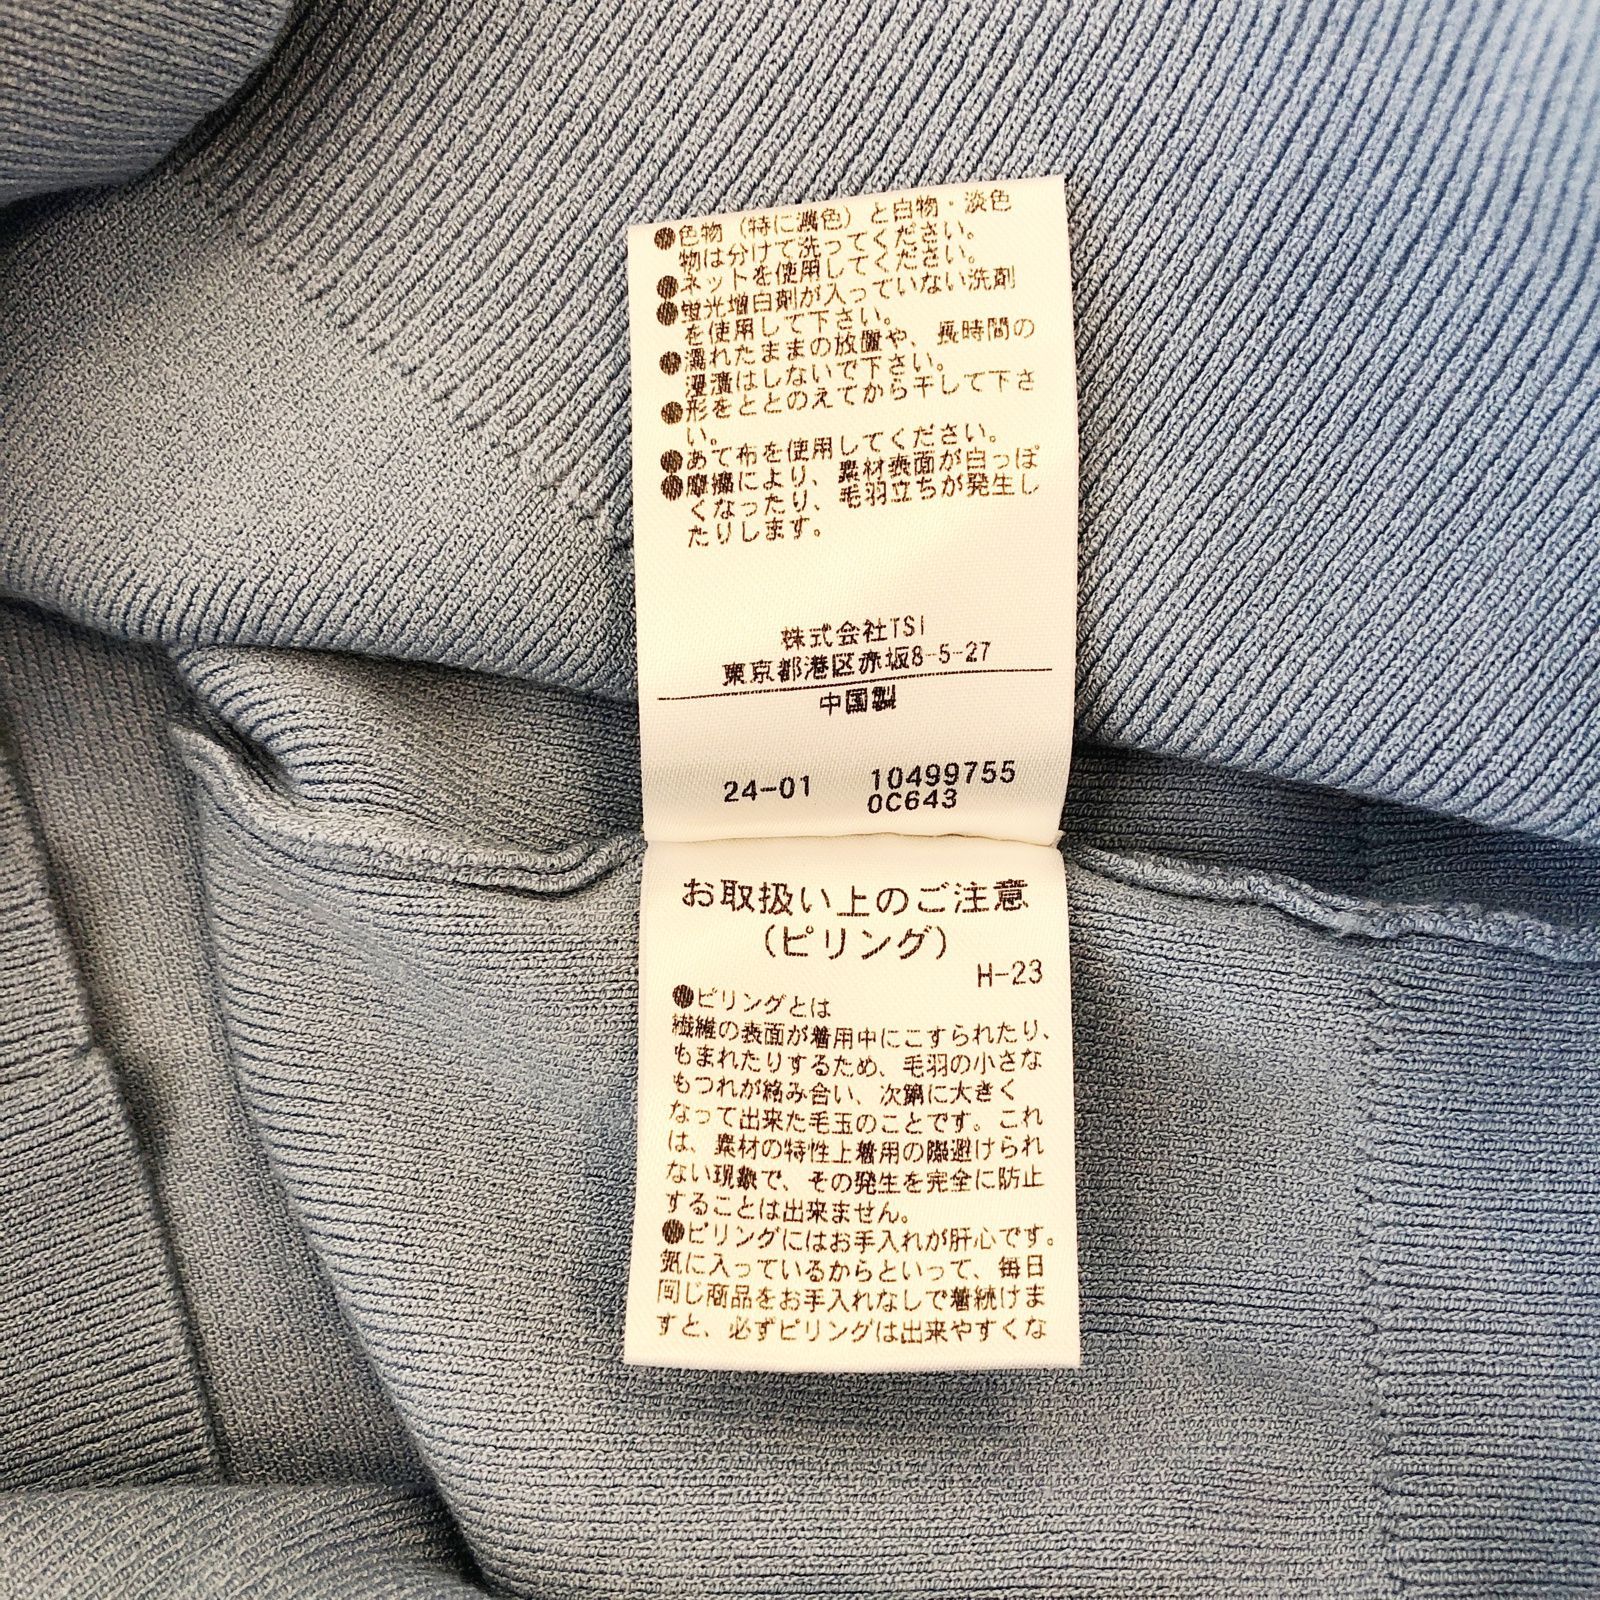 ●色物（特に濃色）と白物・淡色
物は分けて洗ってください。
●ネットを使用してください。
●蛍光増白剤が入っていない洗剤
を使用して下さい。
●濡れたままの放置や、長時間の
浸漬はしないで下さい。
●形をととのえてから干して下さ
い。
●あて布を使用してください。
●摩擦により、素材表面が白っぽ
くなったり、毛羽立ちが発生し
たりします。
株式会社TSI
東京都港区赤坂8-5-27
中国製
24-01 10499755
0C643
お取扱い上のご注意
（ピリング）
H-23
●ピリングとは
繊維の表面が着用中にこすられたり、
もまれたりするため、毛羽の小さな
もつれが絡み合い、次第に大きく
なって出来た毛玉のことです。これ
は、素材の特性上着用の際避けられ
ない現象で、その発生を完全に防止
することは出来ません。
●ピリングにはお手入れが肝心です。
気に入っているからといって、毎日
同じ商品をお手入れなしで着続けま
すと、必ずピリングは出来やすくな